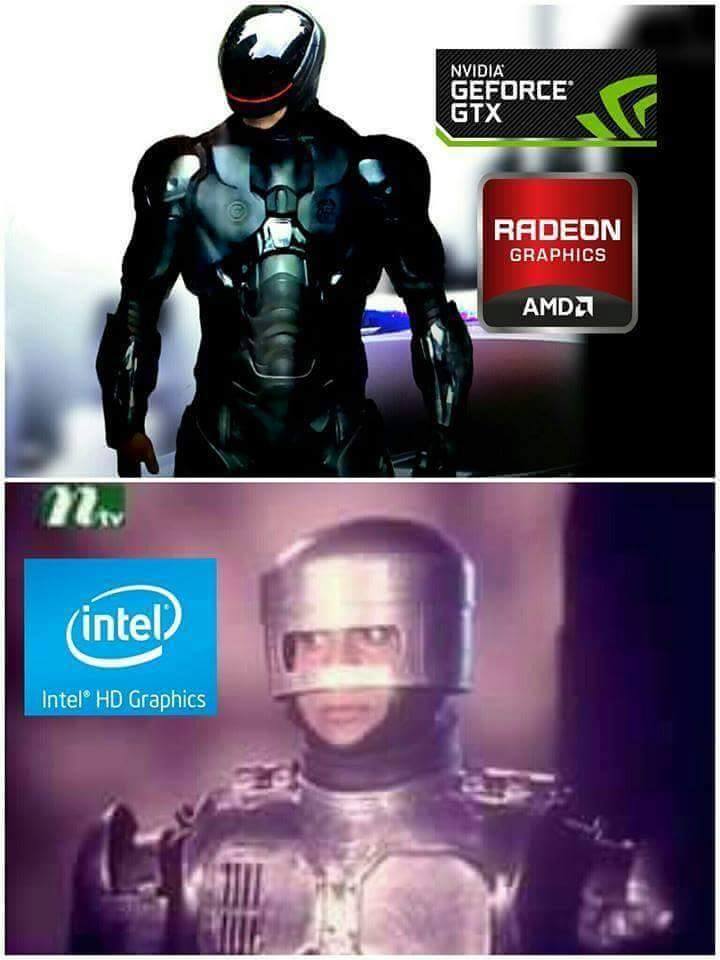 NVIDIA®
GEFORCE®
GTX
RADEON
GRAPHICS
AMD
ntv
intel®
Intel® HD Graphics